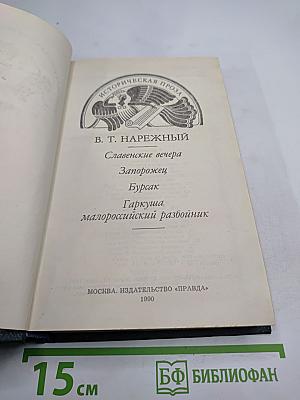 ИСТОРИЧЕСКАЯ ПРОЗА
В. Т. НАРЕЖНЫЙ
Славенские вечера
Запорожец
Бурсак
Гаркуша,
малороссийский разбойник
МОСКВА. ИЗДАТЕЛЬСТВО «ПРАВДА»
1990
15 см
БФ БИБЛИОФАН